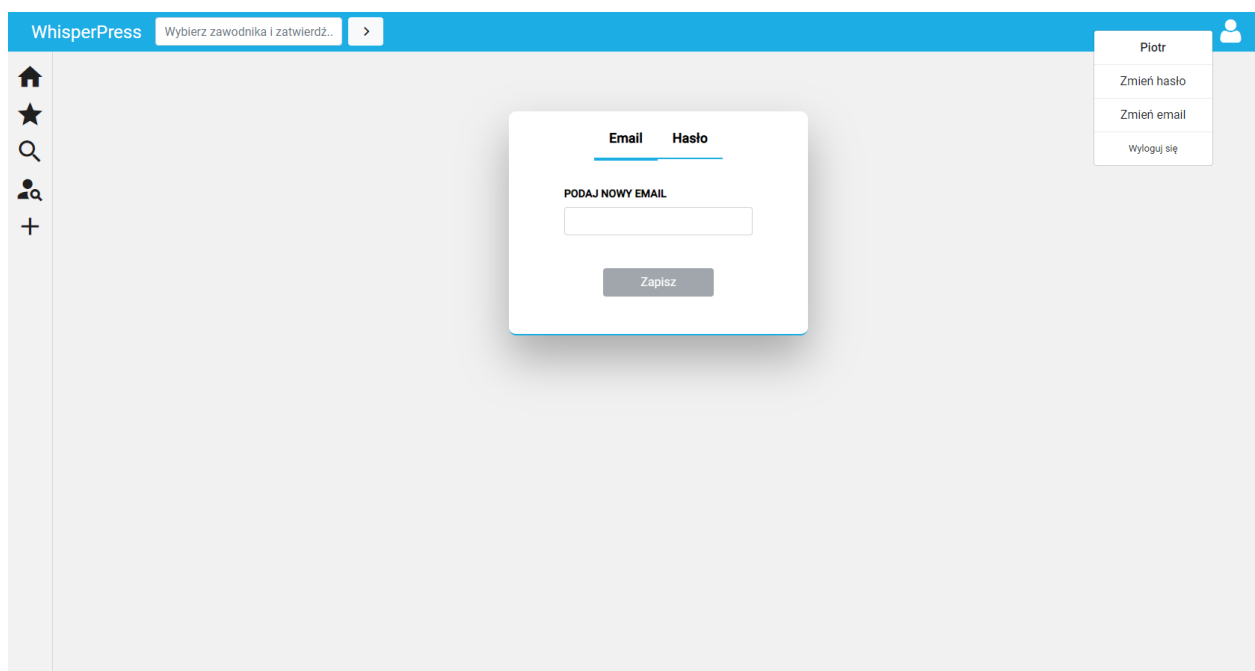 WhisperPress
Wybierz zawodnika i zatwierdź..
Piotr
Zmień hasło
Zmień email
Wyloguj się
Email Hasło
PODAJ NOWY EMAIL
Zapisz